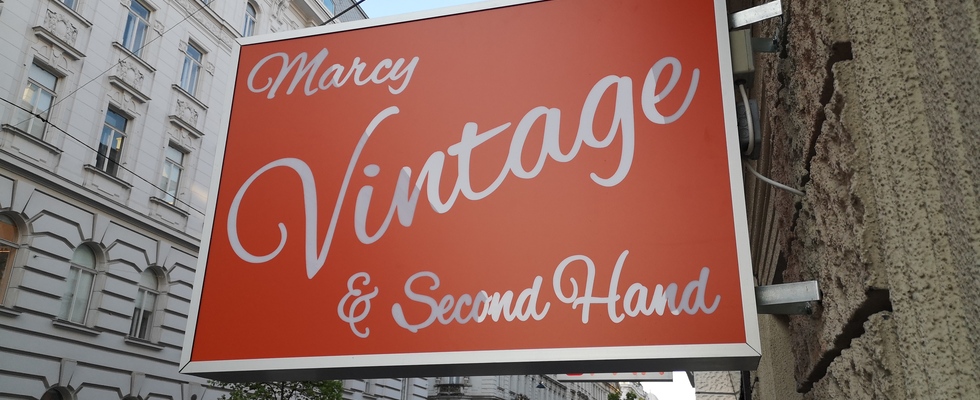 Marcy
Vintage
& Second Hand